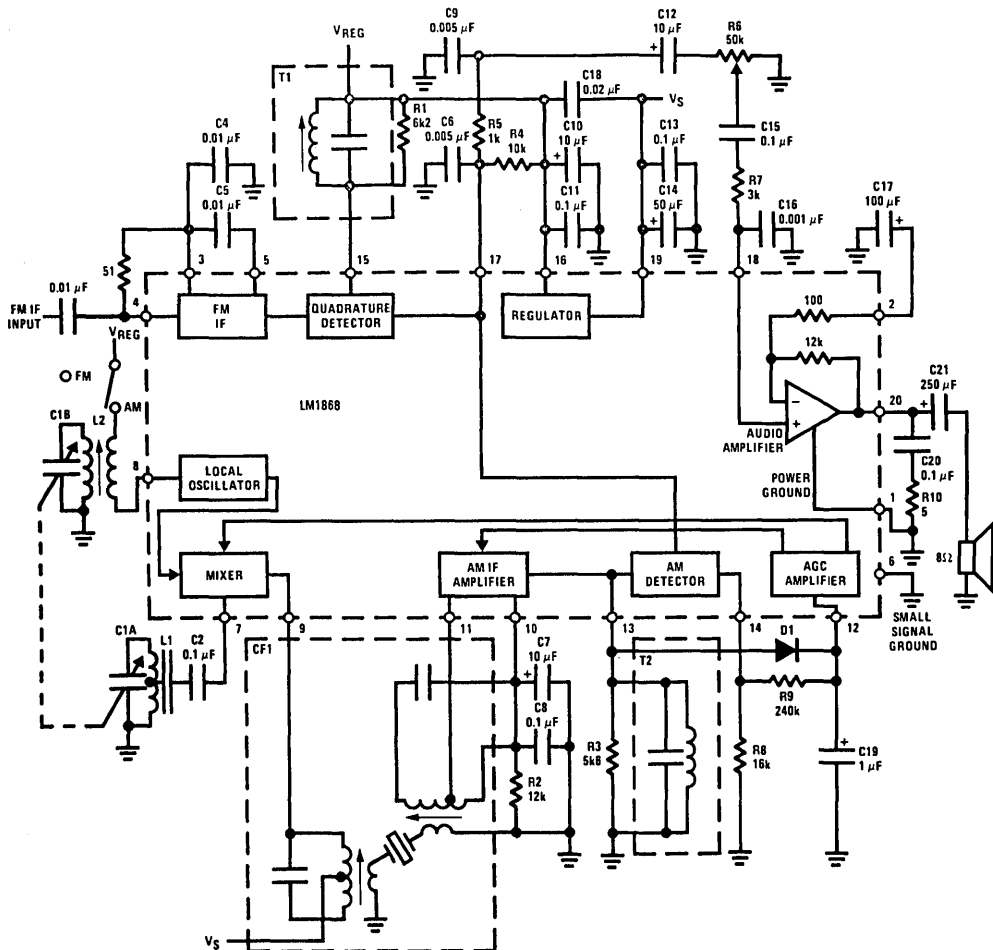 C9
0.005 µF
C12
10 µF
+
R6
50k
VREG
T1
C18
0.02 µF
VS
R1
6k2
C6
0.005 µF
R5
1k
R4
10k
C10
10 µF
+
C13
0.1 µF
C15
0.1 µF
C4
0.01 µF
C5
0.01 µF
C11
0.1 µF
C14
50 µF
+
R7
3k
C16
0.001 µF
C17
100 µF
+
51
3
5
15
17
16
19
18
0.01 µF
FM IF
INPUT
4
FM
IF
QUADRATURE
DETECTOR
REGULATOR
100
2
12k
VREG
FM
AM
LM1868
C1B
L2
8
LOCAL
OSCILLATOR
−
+
AUDIO
AMPLIFIER
20
C21
250 µF
+
C20
0.1 µF
POWER
GROUND
1
R10
5
8Ω
MIXER
AM IF
AMPLIFIER
AM
DETECTOR
AGC
AMPLIFIER
6
SMALL
SIGNAL
GROUND
7
9
11
10
13
14
12
C1A
L1
C2
0.1 µF
CF1
C7
10 µF
+
C8
0.1 µF
R2
12k
T2
D1
R9
240k
R3
5k6
R8
16k
C19
1 µF
+
VS